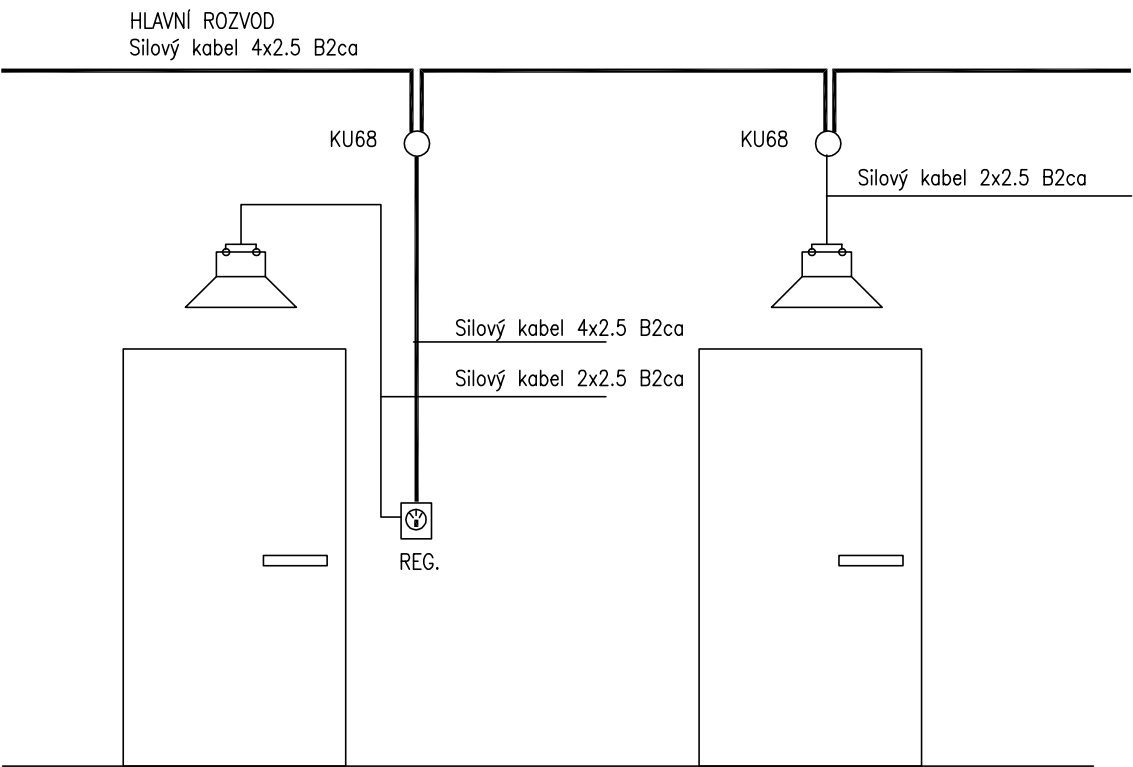 HLAVNÍ ROZVOD
Silový kabel 4x2.5 B2ca
KU68
KU68
Silový kabel 2x2.5 B2ca
Silový kabel 4x2.5 B2ca
Silový kabel 2x2.5 B2ca
REG.